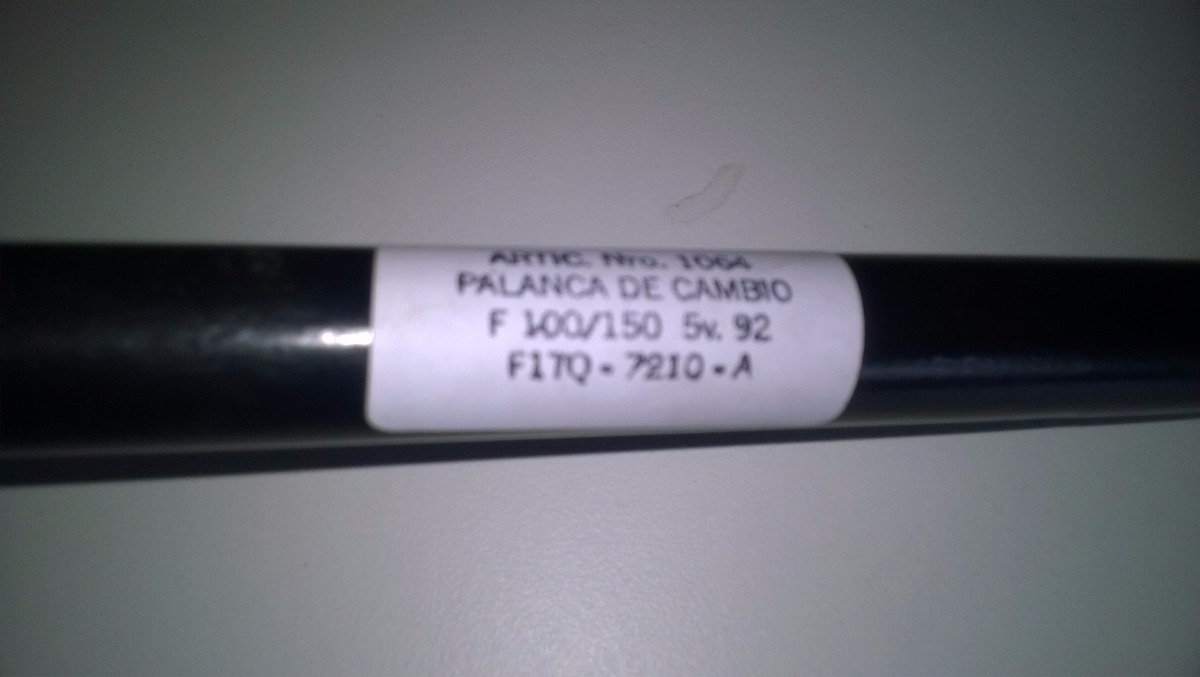 ARTIC. Nro. 1064
PALANCA DE CAMBIO
F 100/150 5v. 92
F1TQ - 7210 - A